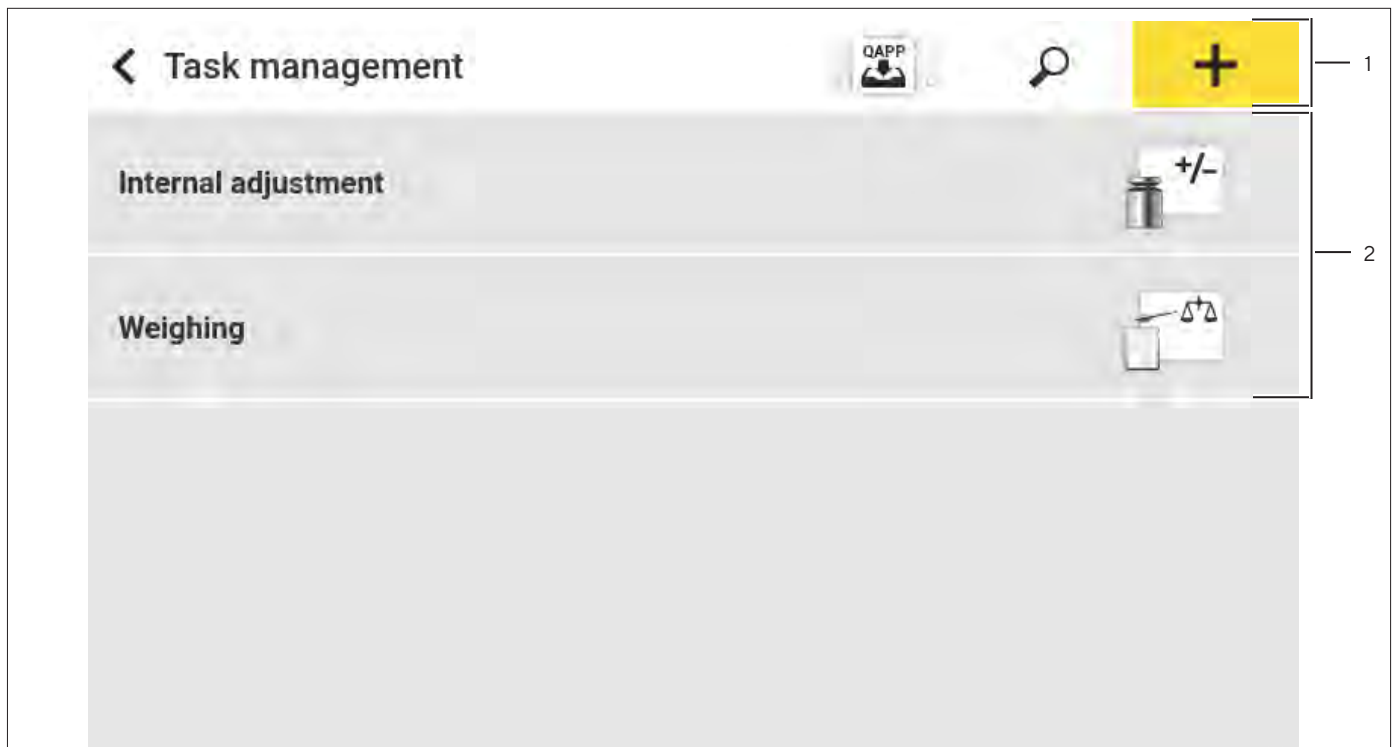 Task management
QAPP
+
1
Internal adjustment
+/-
2
Weighing